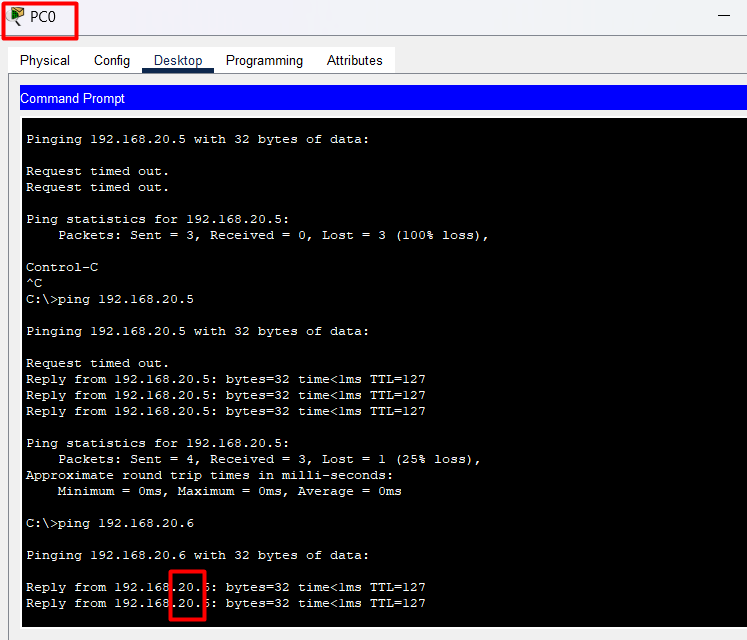 PC0
Physical Config Desktop Programming Attributes
Command Prompt
Pinging 192.168.20.5 with 32 bytes of data:
Request timed out.
Request timed out.
Ping statistics for 192.168.20.5:
Packets: Sent = 3, Received = 0, Lost = 3 (100% loss),
Control-C
^C
C:\>ping 192.168.20.5
Pinging 192.168.20.5 with 32 bytes of data:
Request timed out.
Reply from 192.168.20.5: bytes=32 time<1ms TTL=127
Reply from 192.168.20.5: bytes=32 time<1ms TTL=127
Reply from 192.168.20.5: bytes=32 time<1ms TTL=127
Ping statistics for 192.168.20.5:
Packets: Sent = 4, Received = 3, Lost = 1 (25% loss),
Approximate round trip times in milli-seconds:
Minimum = 0ms, Maximum = 0ms, Average = 0ms
C:\>ping 192.168.20.6
Pinging 192.168.20.6 with 32 bytes of data:
Reply from 192.168.20.6: bytes=32 time<1ms TTL=127
Reply from 192.168.20.6: bytes=32 time<1ms TTL=127